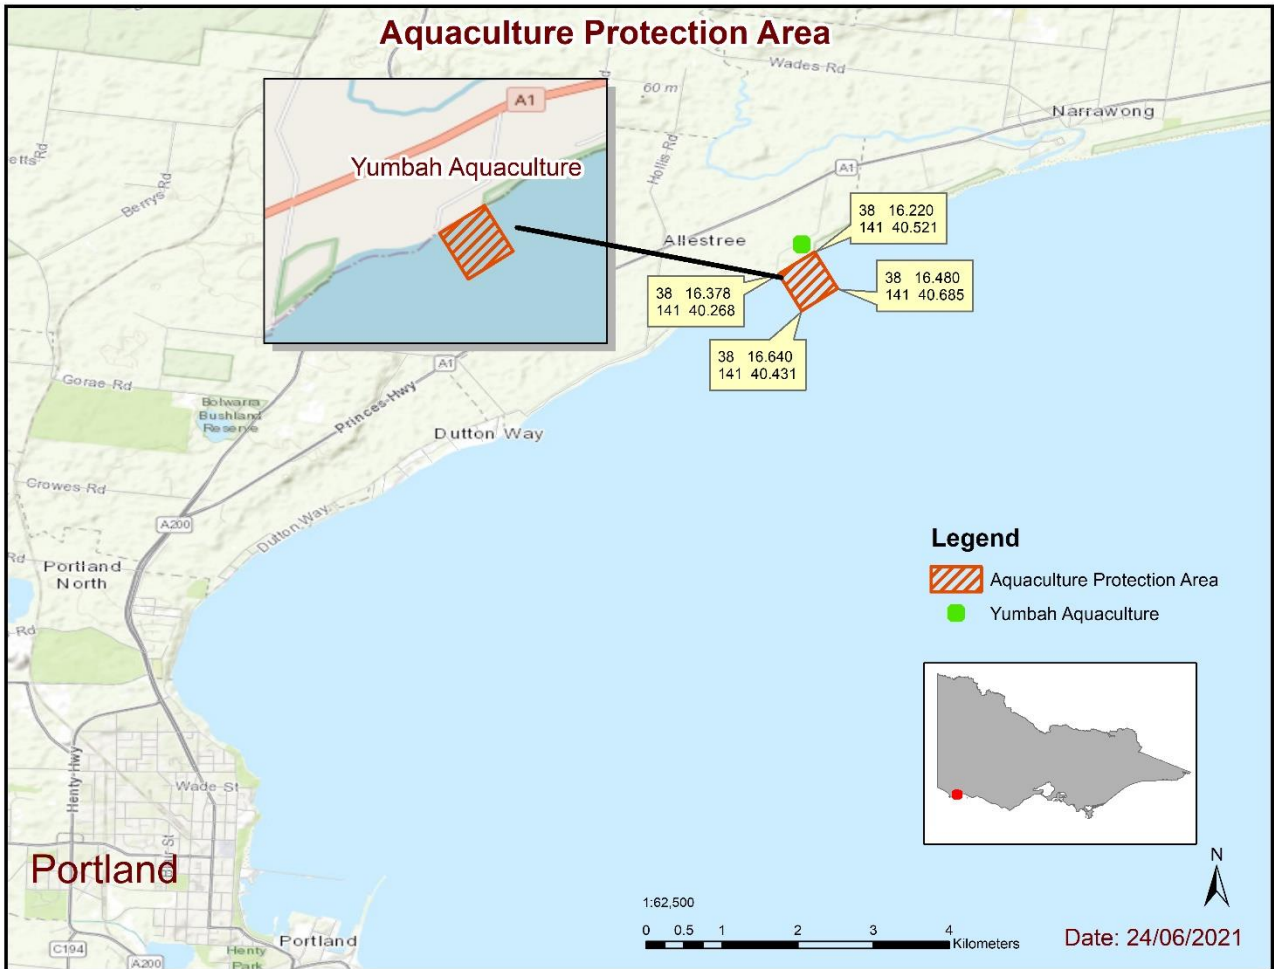 Aquaculture Protection Area
Wades Rd
60 m
A1
Narrawong
etts Rd
Hollis Rd
Yumbah Aquaculture
A1
Berrys Rd
38 16.220
141 40.521
Allestree
38 16.480
141 40.685
38 16.378
141 40.268
38 16.640
141 40.431
A1
Gorae Rd
Bolwarra
Bushland
Reserve
Princes-Hwy
Dutton Way
Crowes Rd
A200
Dutton Way
Rd
Portland
North
Legend
Aquaculture Protection Area
Yumbah Aquaculture
Rd
Henty-Hwy
Wade St
Portland
N
1:62,500
0 0.5 1 2 3 4
Kilometers
Date: 24/06/2021
Portland
Henty
Park
C194
A200